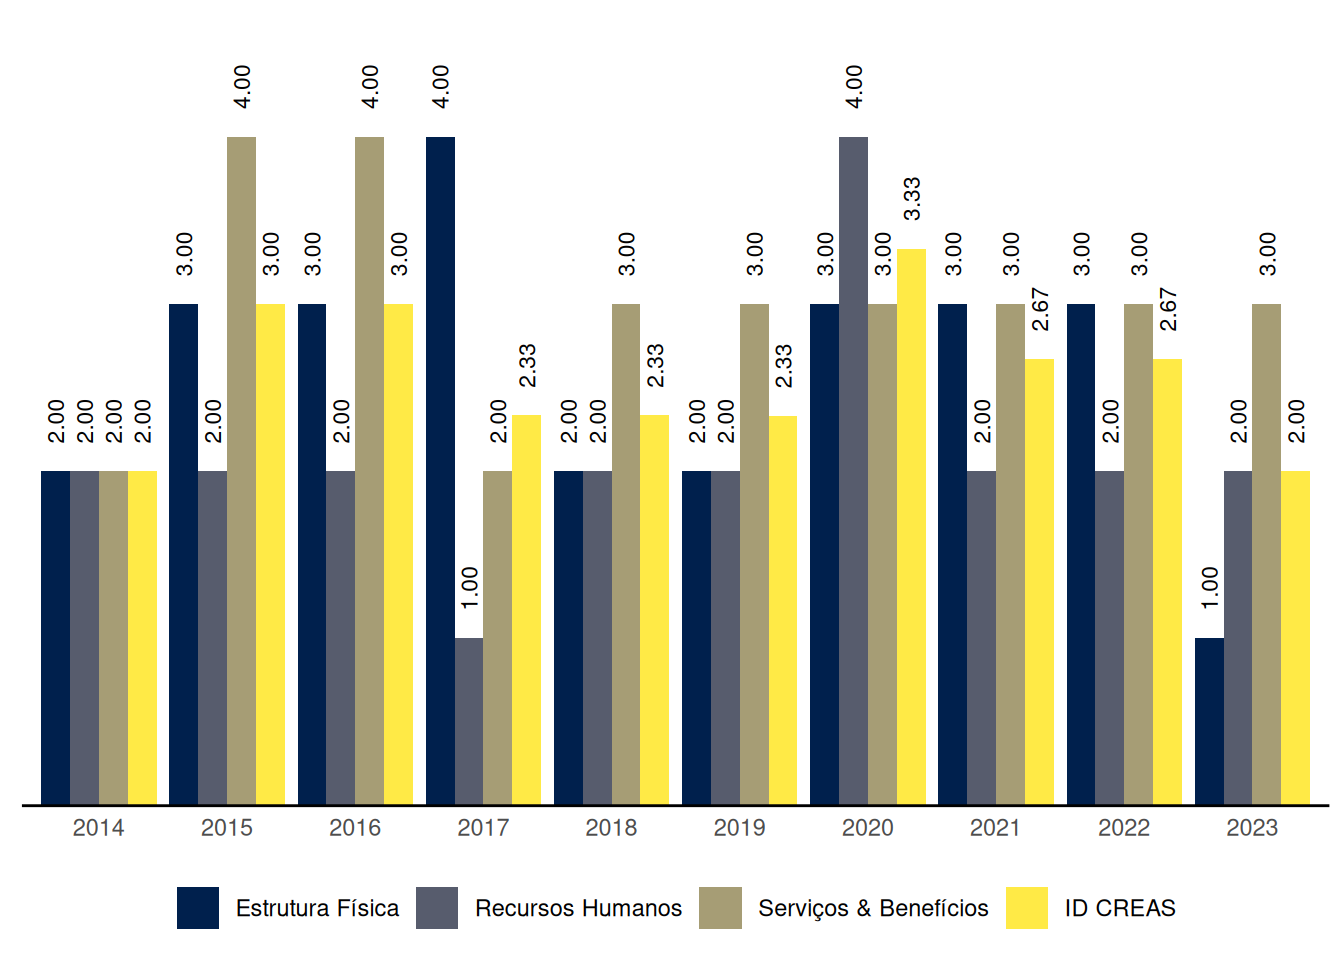 4.00 4.00 4.00 4.00
3.33
3.00 3.00 3.00 3.00 3.00 3.00 3.00 3.00 3.00 3.00 3.00 3.00 3.00
2.67 2.67
2.33 2.33 2.33
2.00 2.00 2.00 2.00 2.00 2.00 2.00 2.00 2.00 2.00 2.00 2.00 2.00 2.00 2.00
1.00 1.00
2014 2015 2016 2017 2018 2019 2020 2021 2022 2023
Estrutura Física Recursos Humanos Serviços & Benefícios ID CREAS